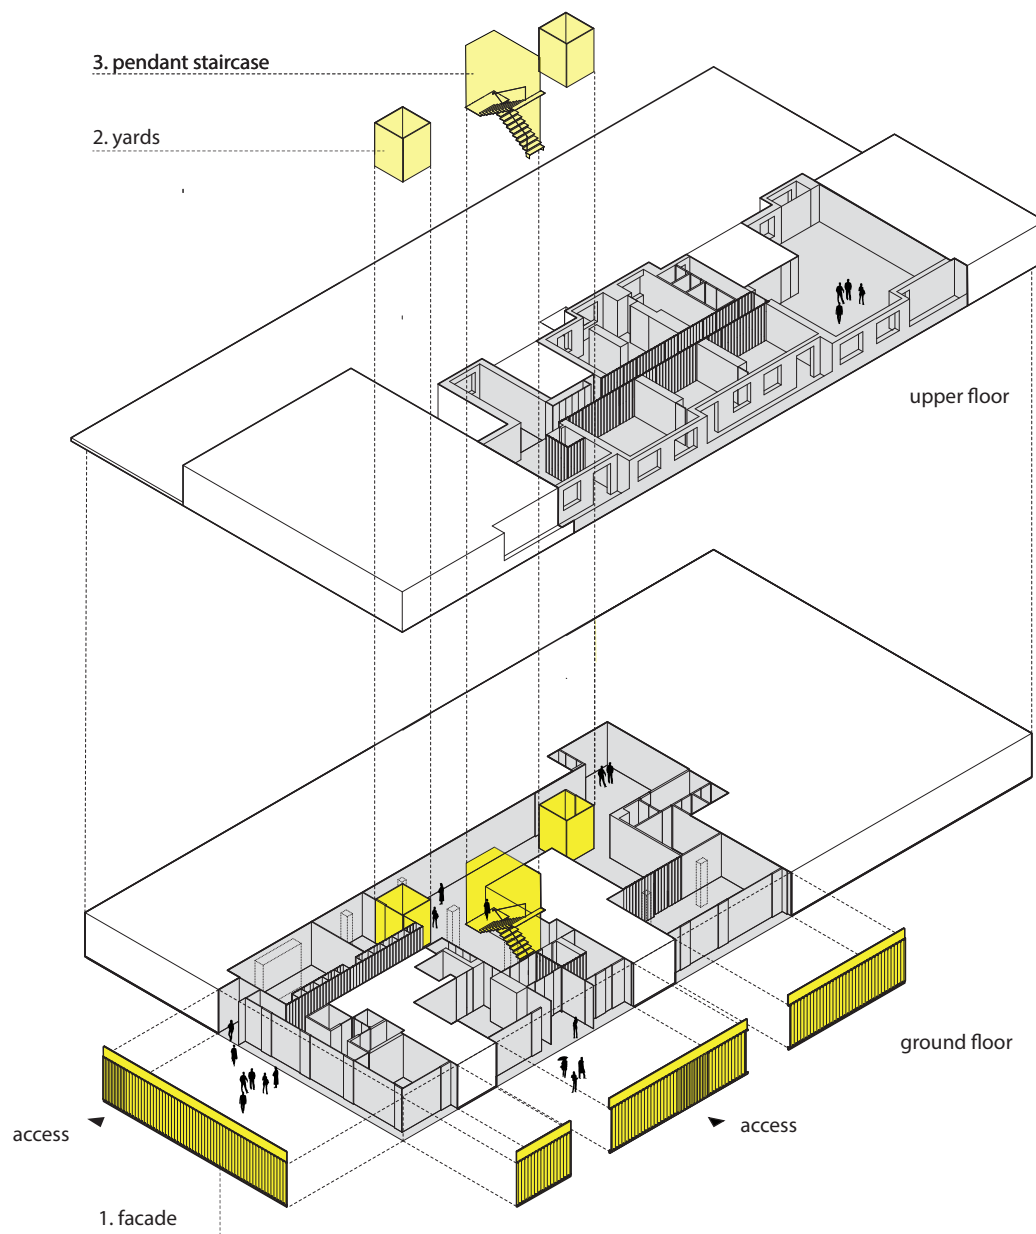 3. pendant staircase
2. yards
upper floor
ground floor
access
access
1. facade